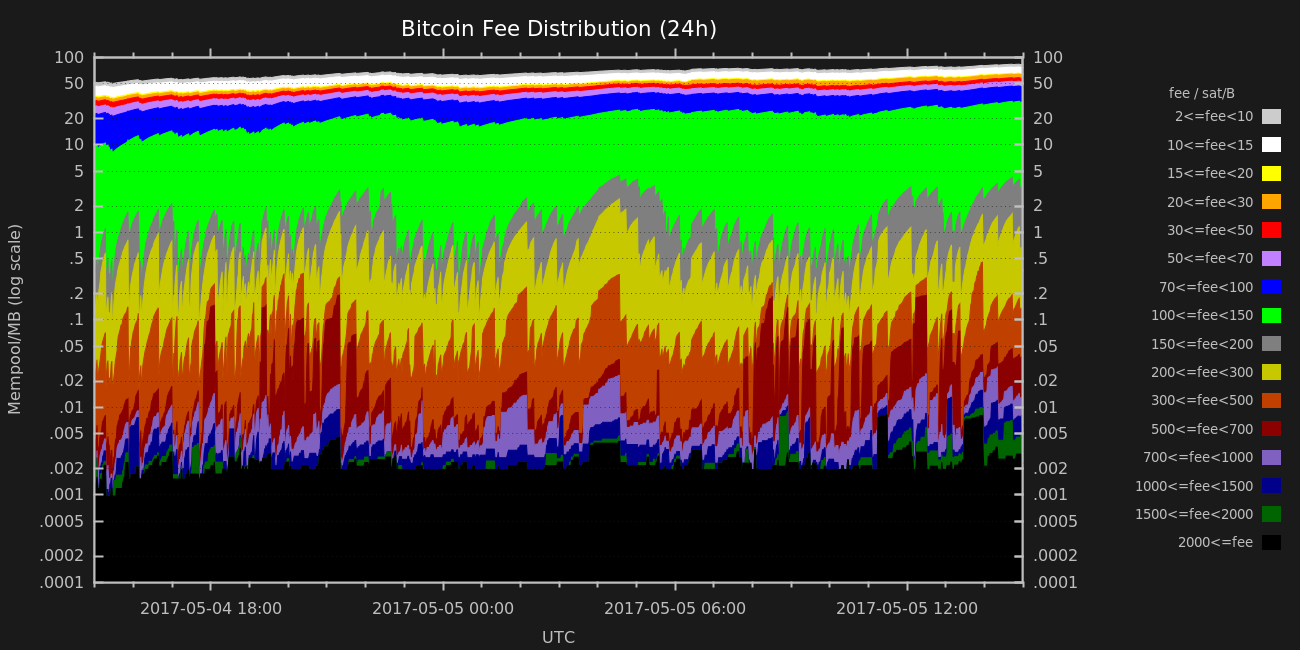 Bitcoin Fee Distribution (24h)
100 100
50 50
20 20
10 10
5 5
2 2
1 1
.5 .5
.2 .2
.1 .1
.05 .05
.02 .02
.01 .01
.005 .005
.002 .002
.001 .001
.0005 .0005
.0002 .0002
.0001 .0001
Mempool/MB (log scale)
2017-05-04 18:00 2017-05-05 00:00 2017-05-05 06:00 2017-05-05 12:00
UTC
fee / sat/B
2<=fee<10
10<=fee<15
15<=fee<20
20<=fee<30
30<=fee<50
50<=fee<70
70<=fee<100
100<=fee<150
150<=fee<200
200<=fee<300
300<=fee<500
500<=fee<700
700<=fee<1000
1000<=fee<1500
1500<=fee<2000
2000<=fee